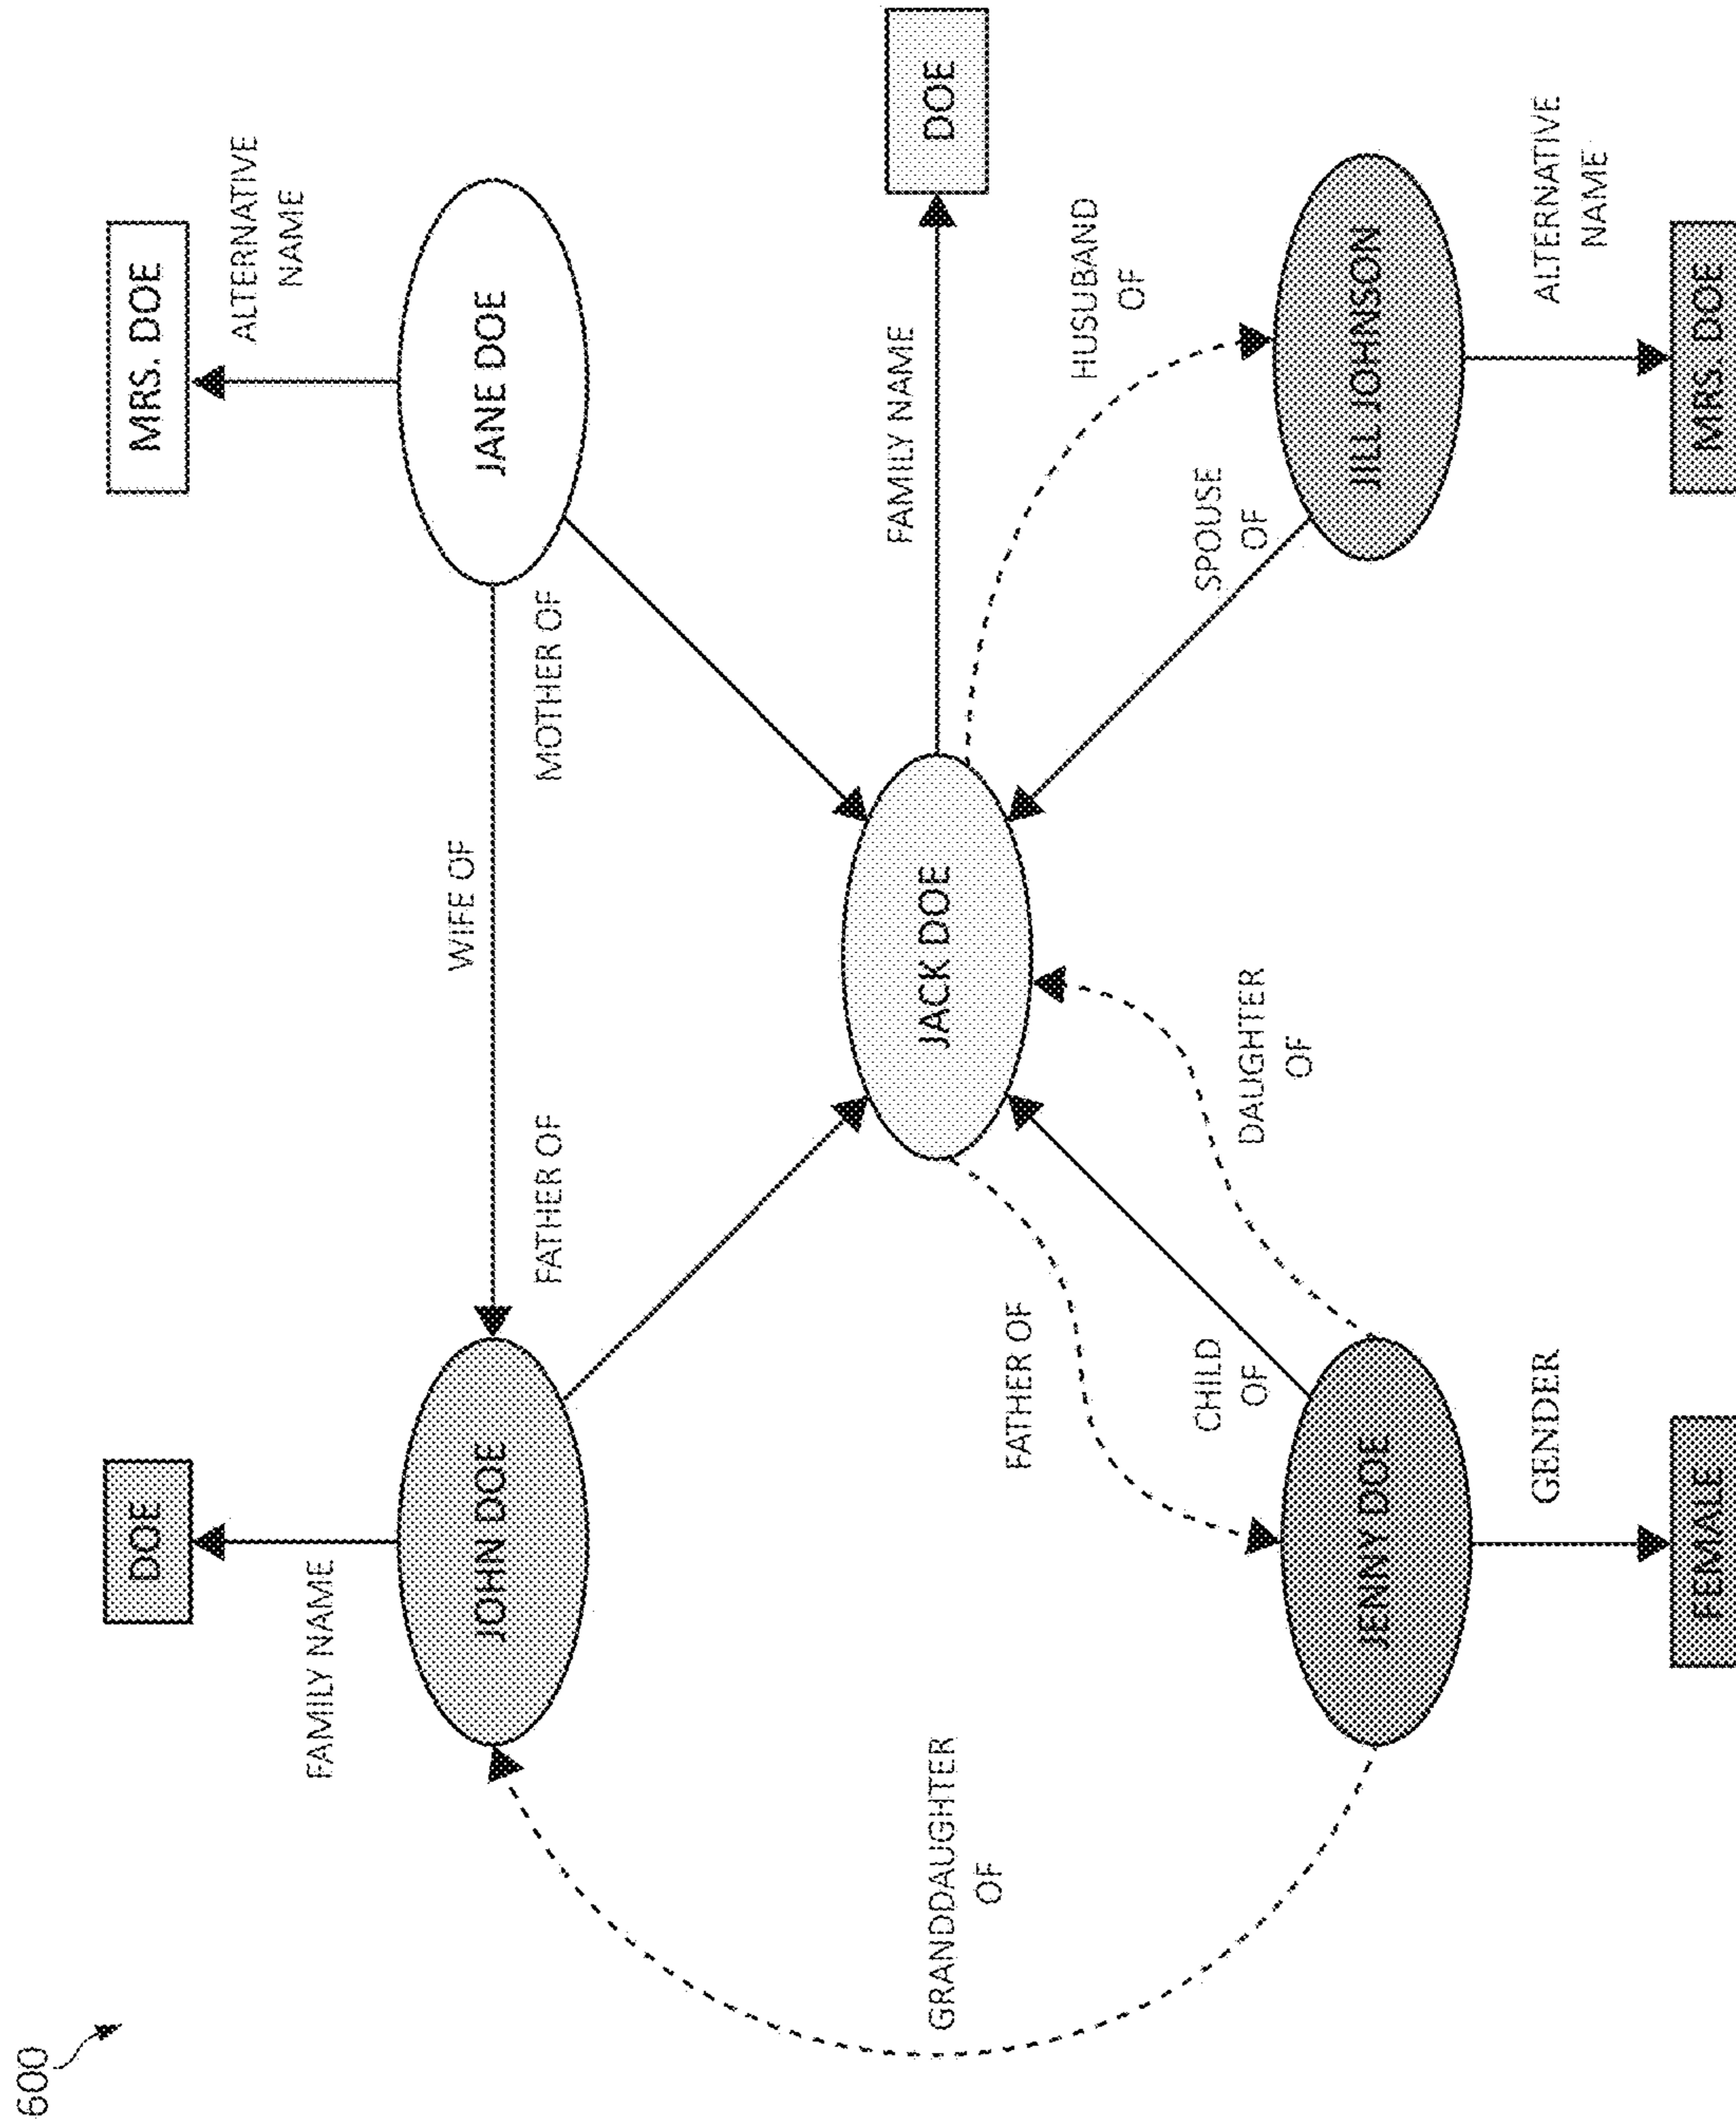 600
DOE
MRS. DOE
FAMILY NAME
ALTERNATIVE
NAME
WIFE OF
JOHN DOE
JANE DOE
FATHER OF
MOTHER OF
GRANDDAUGHTER
OF
JACK DOE
FAMILY NAME
DOE
FATHER OF
HUSUBAND
OF
CHILD
OF
DAUGHTER
OF
SPOUSE
OF
JENNY DOE
JILL JOHNSON
GENDER
ALTERNATIVE
NAME
FEMALE
MRS. DOE